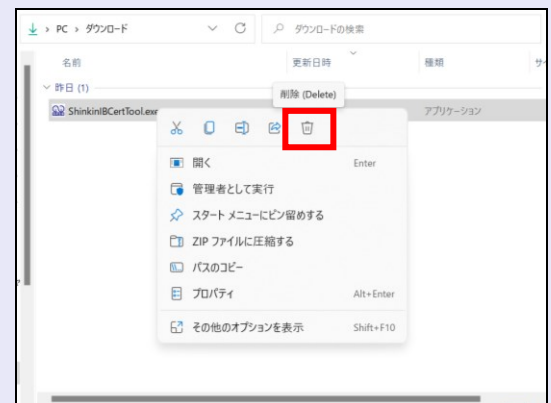 PC › ダウンロード
ダウンロードの検索
名前
更新日時
種類
サ
昨日 (1)
削除 (Delete)
ShinkinIBCertTool.exe
アプリケーション
開く Enter
管理者として実行
スタート メニューにピン留めする
ZIP ファイルに圧縮する
パスのコピー
プロパティ Alt+Enter
その他のオプションを表示 Shift+F10